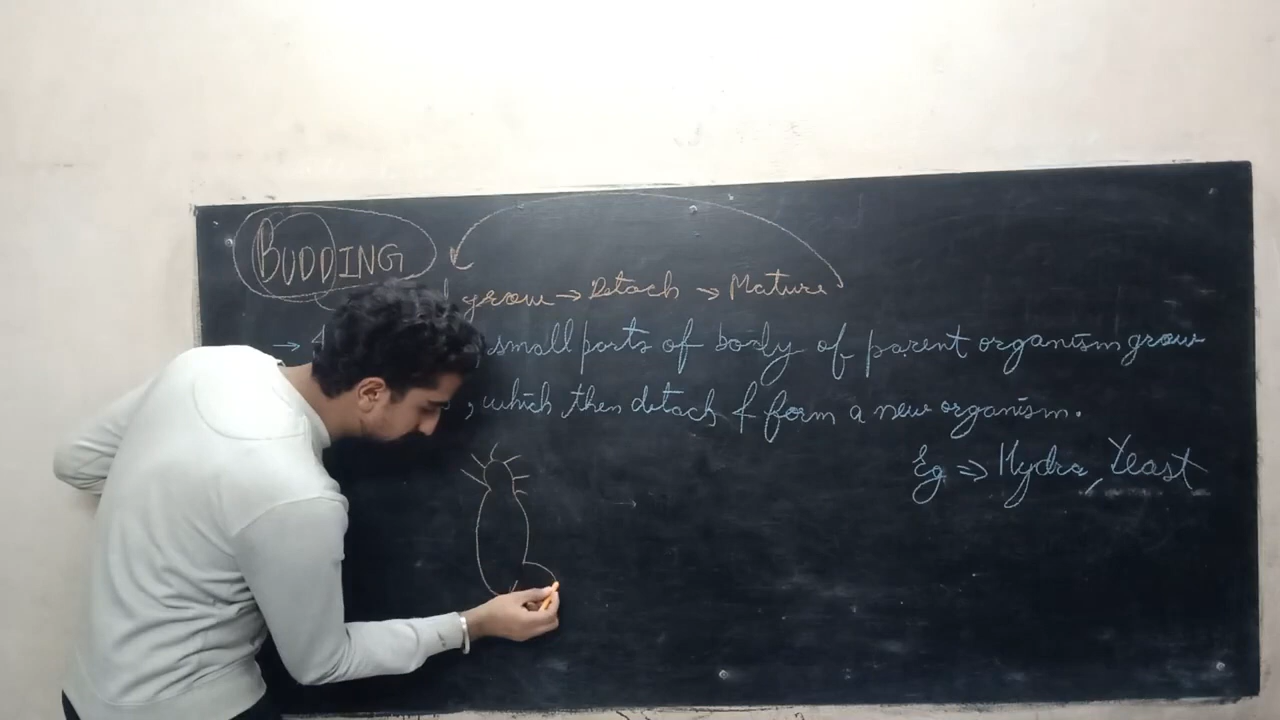 BUDDING
grow → Detach → Mature
→ small parts of body of parent organism grow
, which then detach & form a new organism.
Eg ⇒ Hydra, Yeast